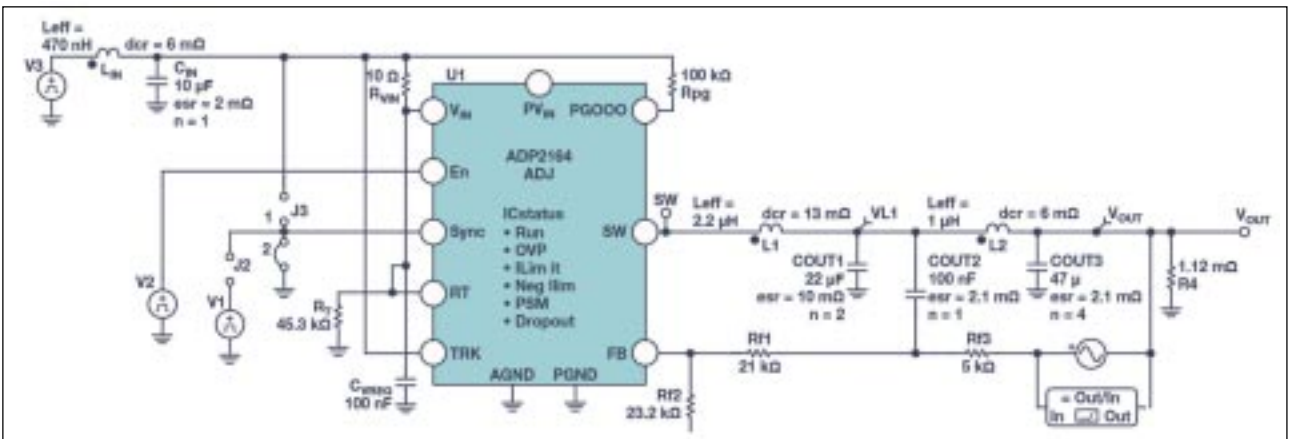 Leff =
470 nH
dcr = 6 mΩ
V3
LIN
CIN
10 µF
esr = 2 mΩ
n = 1
10 Ω
RVIN
U1
100 kΩ
Rpg
VIN
PVIN
PGOOO
En
ADP2164
ADJ
J3
1
2
Sync
ICstatus
• Run
• OVP
• ILim it
• Neg Ilim
• PSM
• Dropout
SW
SW
Leff =
2.2 µH
dcr = 13 mΩ
L1
VL1
Leff =
1 µH
dcr = 6 mΩ
L2
VOUT
VOUT
J2
V2
V1
RT
45.3 kΩ
RT
COUT1
22 µF
esr = 10 mΩ
n = 2
COUT2
100 nF
esr = 2.1 mΩ
n = 1
COUT3
47 µ
esr = 2.1 mΩ
n = 4
1.12 mΩ
R4
TRK
FB
Rf1
21 kΩ
Rf3
5 kΩ
AGND
PGND
100 nF
Rf2
23.2 kΩ
= Out/In
In
Out